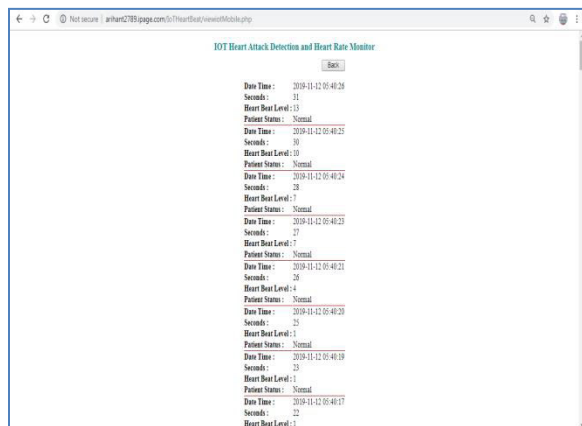 Not secure | arihant2789.ipage.com/IoTHeartBeat/viewiotMobile.php
IOT Heart Attack Detection and Heart Rate Monitor
Back
Date Time : 2019-11-12 05:40:26
Seconds : 31
Heart Beat Level : 13
Patient Status : Normal
Date Time : 2019-11-12 05:40:25
Seconds : 30
Heart Beat Level : 10
Patient Status : Normal
Date Time : 2019-11-12 05:40:24
Seconds : 28
Heart Beat Level : 7
Patient Status : Normal
Date Time : 2019-11-12 05:40:23
Seconds : 27
Heart Beat Level : 7
Patient Status : Normal
Date Time : 2019-11-12 05:40:21
Seconds : 26
Heart Beat Level : 4
Patient Status : Normal
Date Time : 2019-11-12 05:40:20
Seconds : 25
Heart Beat Level : 1
Patient Status : Normal
Date Time : 2019-11-12 05:40:19
Seconds : 23
Heart Beat Level : 1
Patient Status : Normal
Date Time : 2019-11-12 05:40:17
Seconds : 22
Heart Beat Level : 1